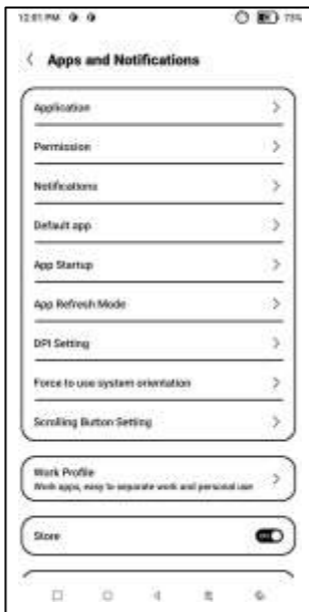 12:01 PM
73%
Apps and Notifications
Application
Permission
Notifications
Default app
App Startup
App Refresh Mode
DPI Setting
Force to use system orientation
Scrolling Button Setting
Work Profile
Work apps, easy to separate work and personal use
Store